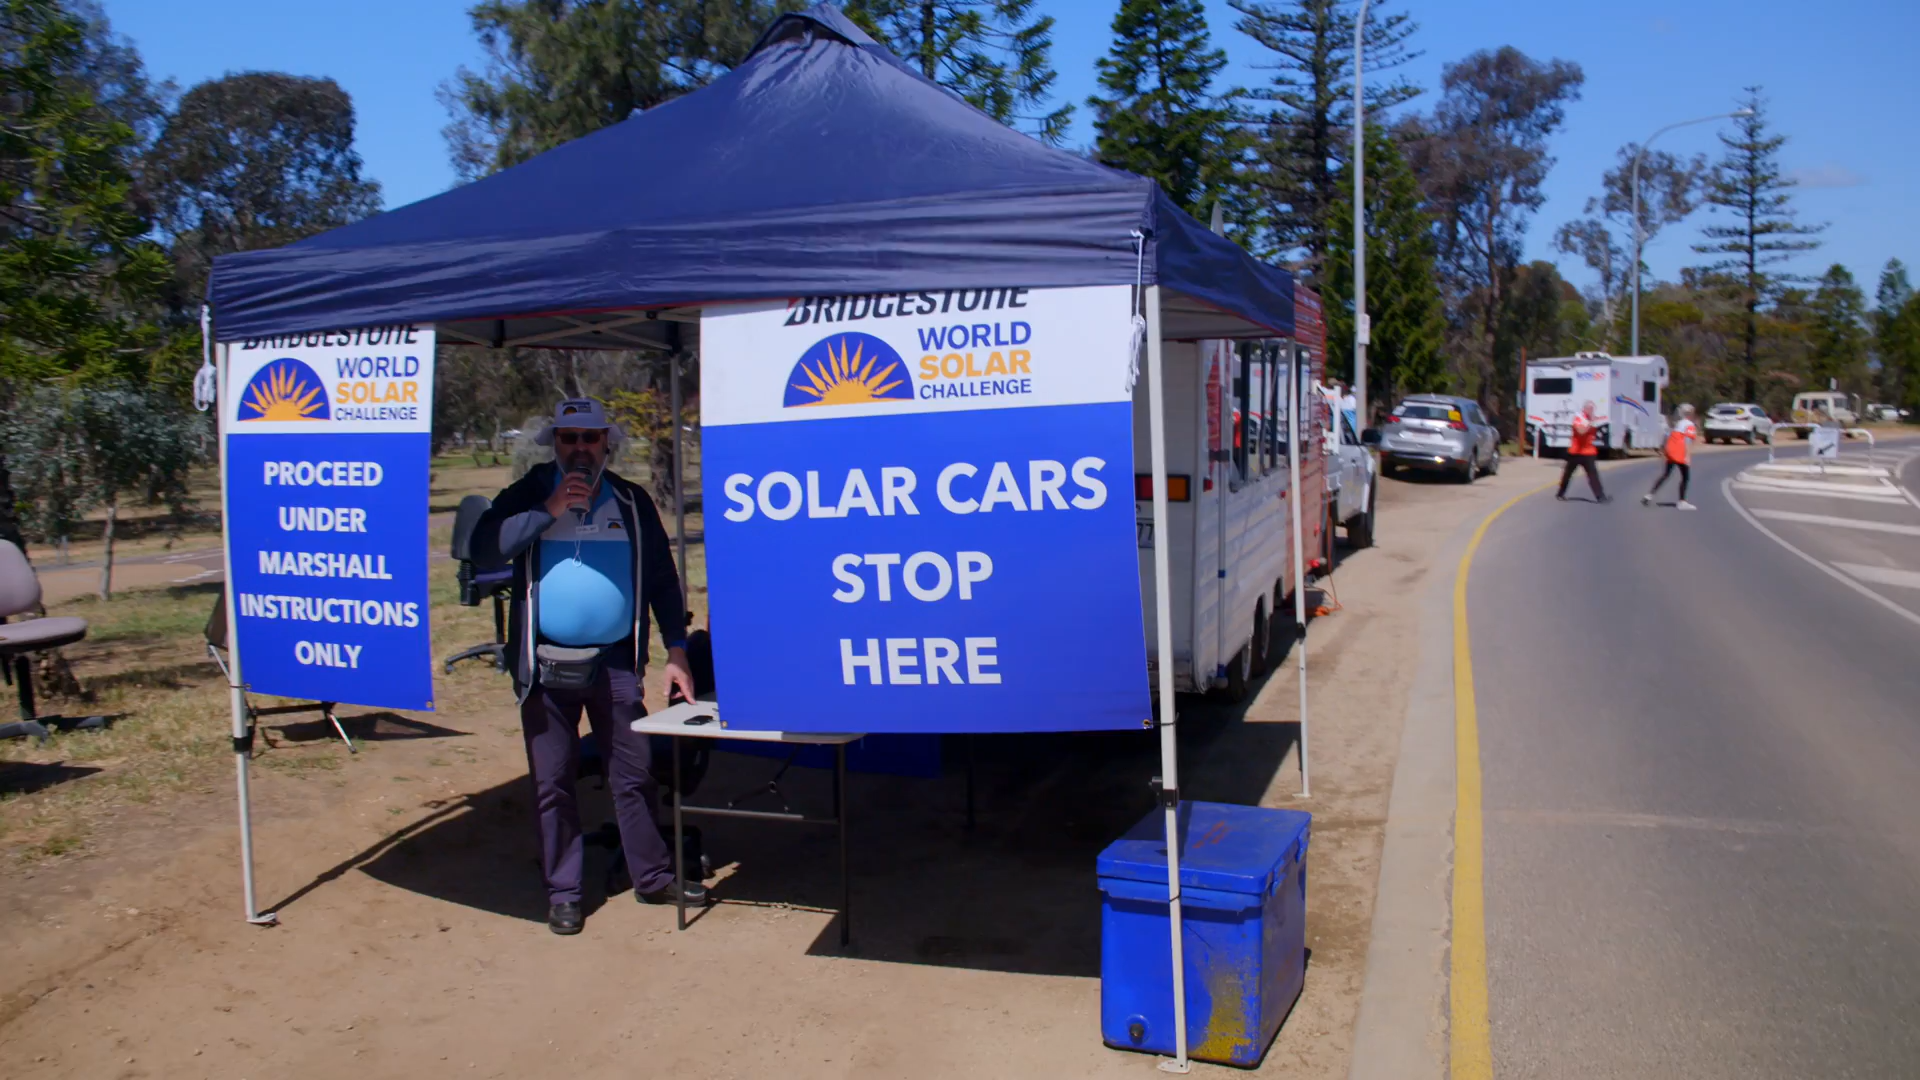 BRIDGESTONE
WORLD
SOLAR
CHALLENGE
PROCEED
UNDER
MARSHALL
INSTRUCTIONS
ONLY
BRIDGESTONE
WORLD
SOLAR
CHALLENGE
SOLAR CARS
STOP
HERE